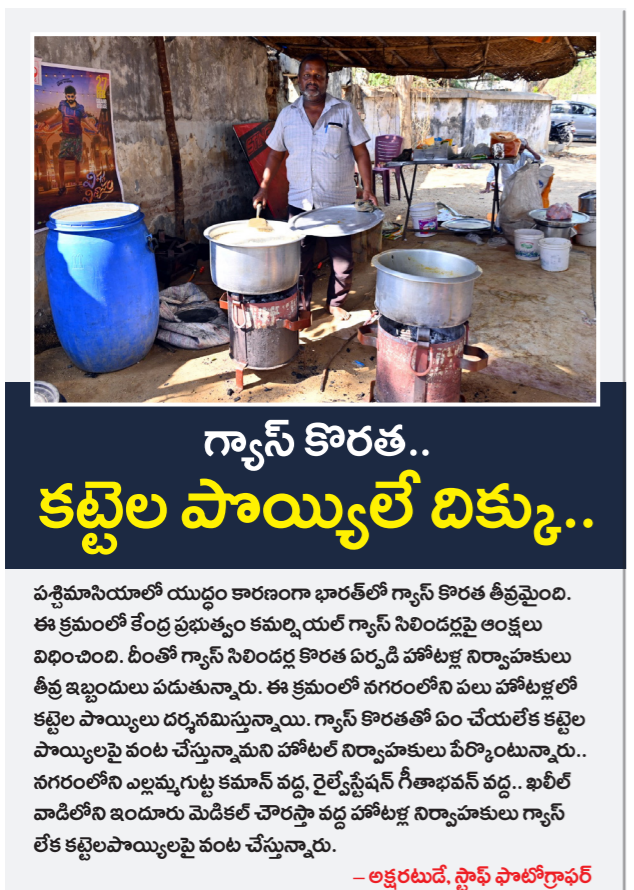 గ్యాస్ కొరత..
కట్టెల పొయ్యిలే దిక్కు..
పశ్చిమాసియాలో యుద్ధం కారణంగా భారత్‌లో గ్యాస్ కొరత తీవ్రమైంది.
ఈ క్రమంలో కేంద్ర ప్రభుత్వం కమర్షియల్ గ్యాస్ సిలిండర్లపై ఆంక్షలు
విధించింది. దీంతో గ్యాస్ సిలిండర్ల కొరత ఏర్పడి హోటళ్ల నిర్వాహకులు
తీవ్ర ఇబ్బందులు పడుతున్నారు. ఈ క్రమంలో నగరంలోని పలు హోటళ్లలో
కట్టెల పొయ్యిలు దర్శనమిస్తున్నాయి. గ్యాస్ కొరతతో ఏం చేయలేక కట్టెల
పొయ్యిలపై వంట చేస్తున్నామని హోటల్ నిర్వాహకులు పేర్కొంటున్నారు..
నగరంలోని ఎల్లమ్మగుట్ట కమాన్ వద్ద, రైల్వేస్టేషన్ గీతాభవన్ వద్ద.. ఖలీల్
వాడిలోని ఇందూరు మెడికల్ చౌరస్తా వద్ద హోటళ్ల నిర్వాహకులు గ్యాస్
లేక కట్టెలపొయ్యిలపై వంట చేస్తున్నారు.
– అక్షరటుడే, స్టాఫ్ ఫొటోగ్రాఫర్